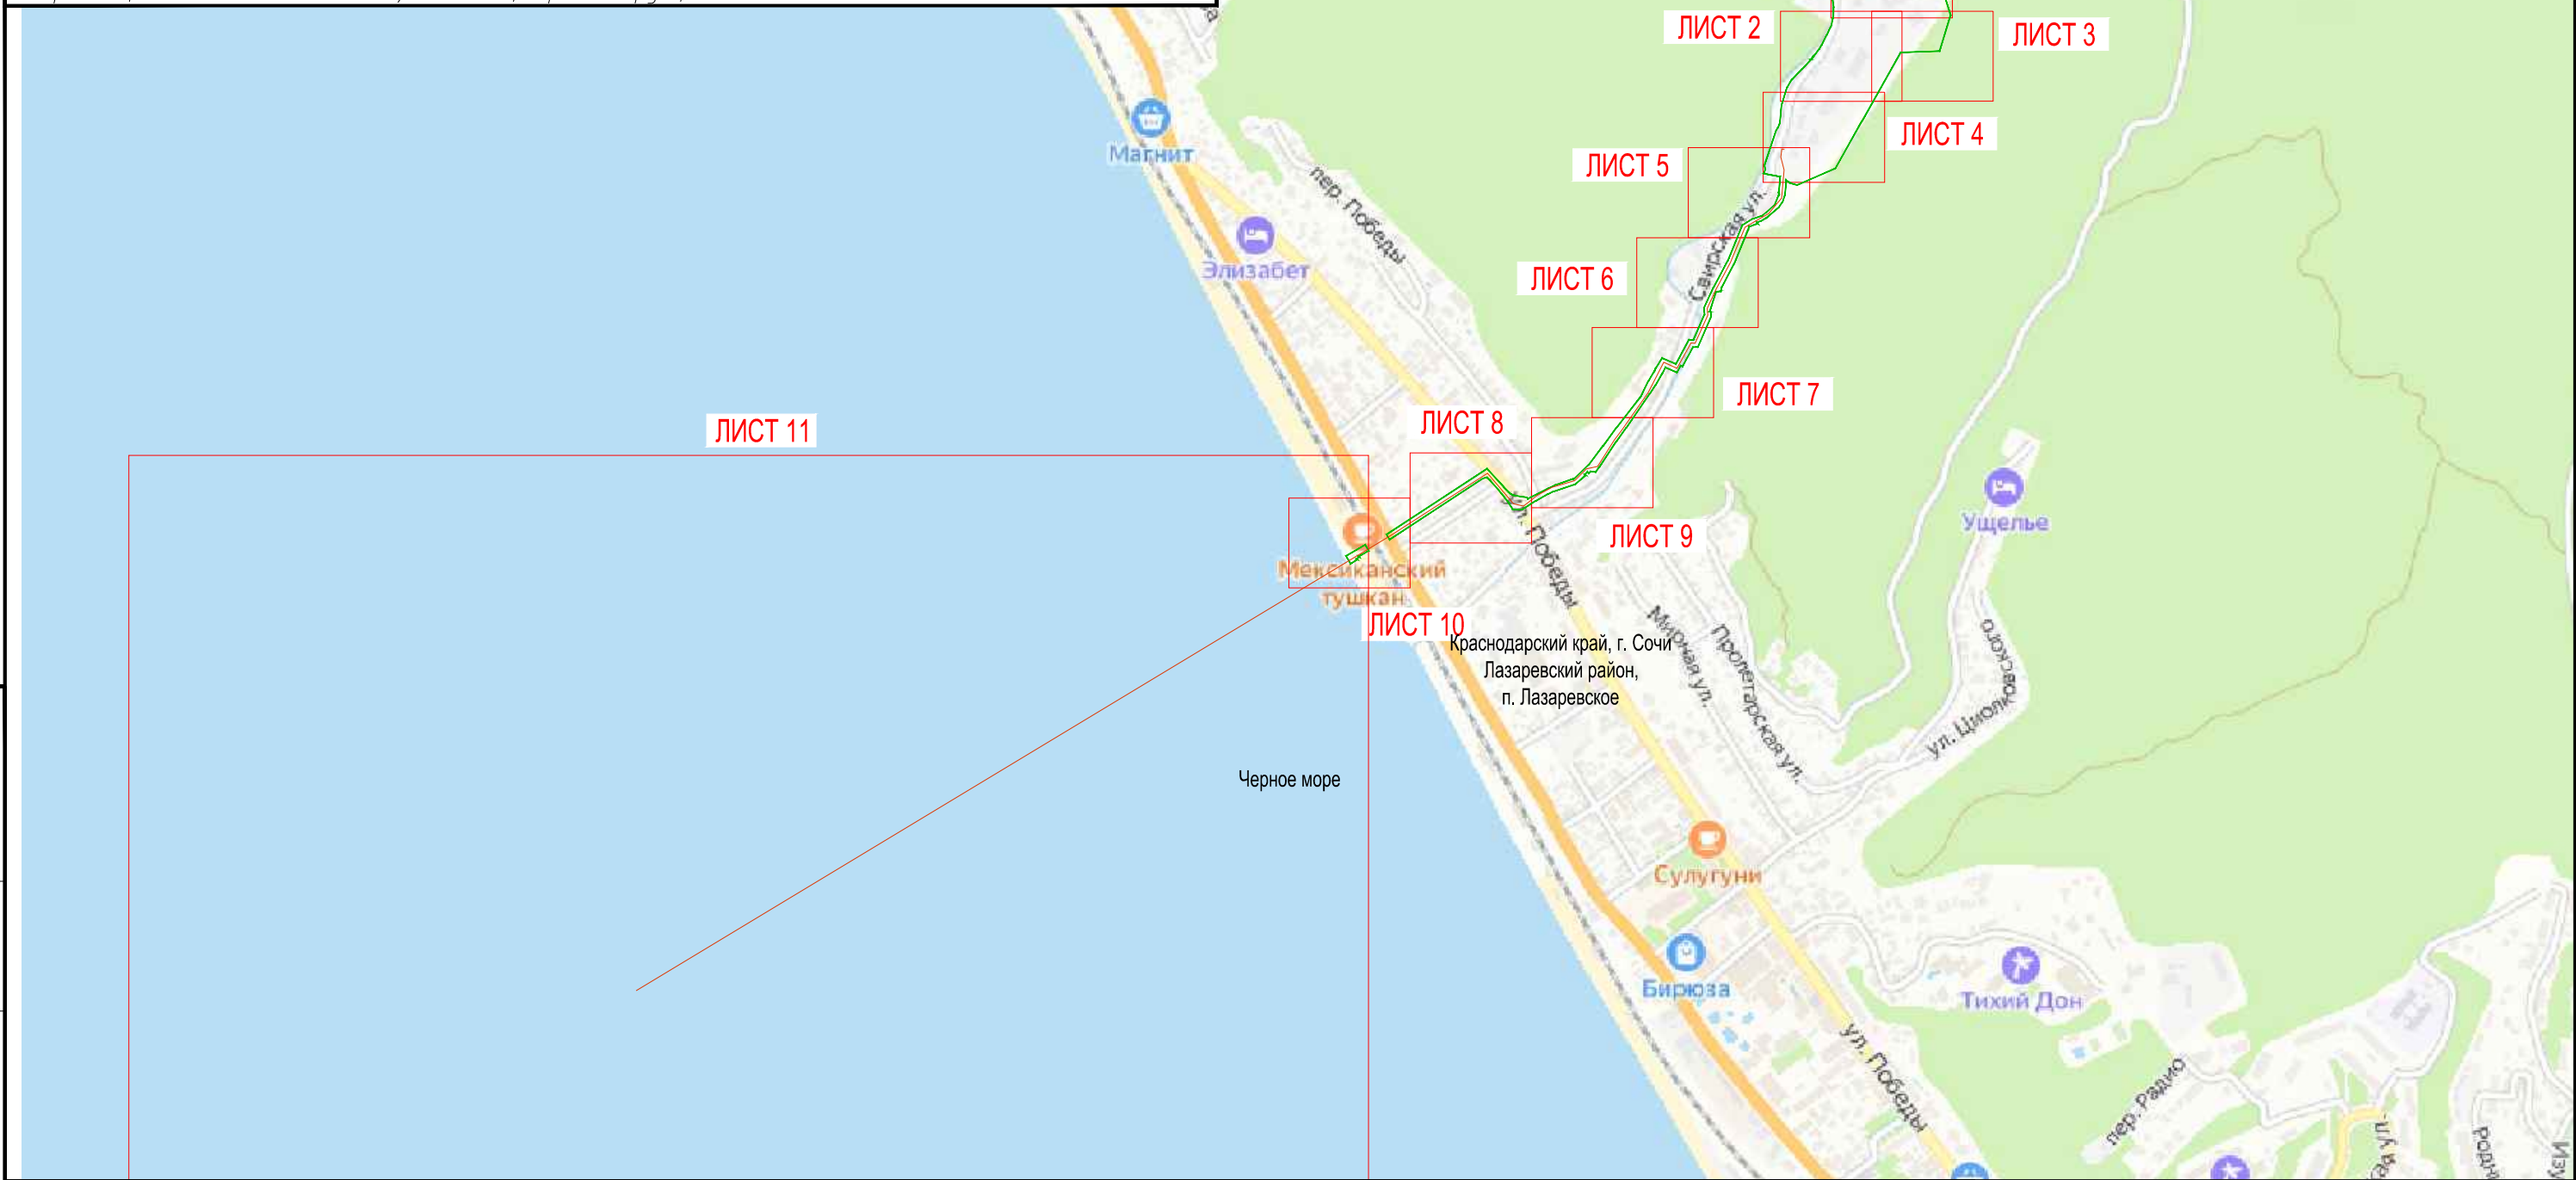 ЛИСТ 2
ЛИСТ 3
Магнит
ЛИСТ 4
ЛИСТ 5
пер. Победы
Свирская ул.
Элизабет
ЛИСТ 6
ЛИСТ 7
ЛИСТ 8
ЛИСТ 11
Ущелье
ЛИСТ 9
ул. Победы
Мексиканский
тушкан
ЛИСТ 10
Краснодарский край, г. Сочи
Лазаревский район,
п. Лазаревское
Мирная ул.
Пролетарская ул.
ул. Циолковского
Черное море
Сулугуни
Бирюза
Тихий Дон
ул. Победы
пер. Радио